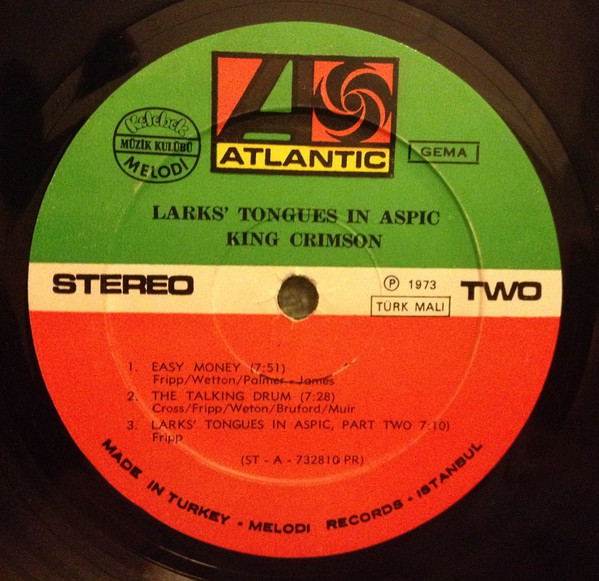 ATLANTIC
Kelebek
MÜZİK KULÜBÜ
MELODİ
GEMA
LARKS' TONGUES IN ASPIC
KING CRIMSON
STEREO
℗ 1973
TÜRK MALI
TWO
1. EASY MONEY (7:51)
Fripp/Wetton/Palmer - James
2. THE TALKING DRUM (7:28)
Cross/Fripp/Weton/Bruford/Muir
3. LARKS' TONGUES IN ASPIC, PART TWO 7:10)
Fripp
(ST - A - 732810 PR)
MADE IN TURKEY • MELODİ RECORDS - ISTANBUL